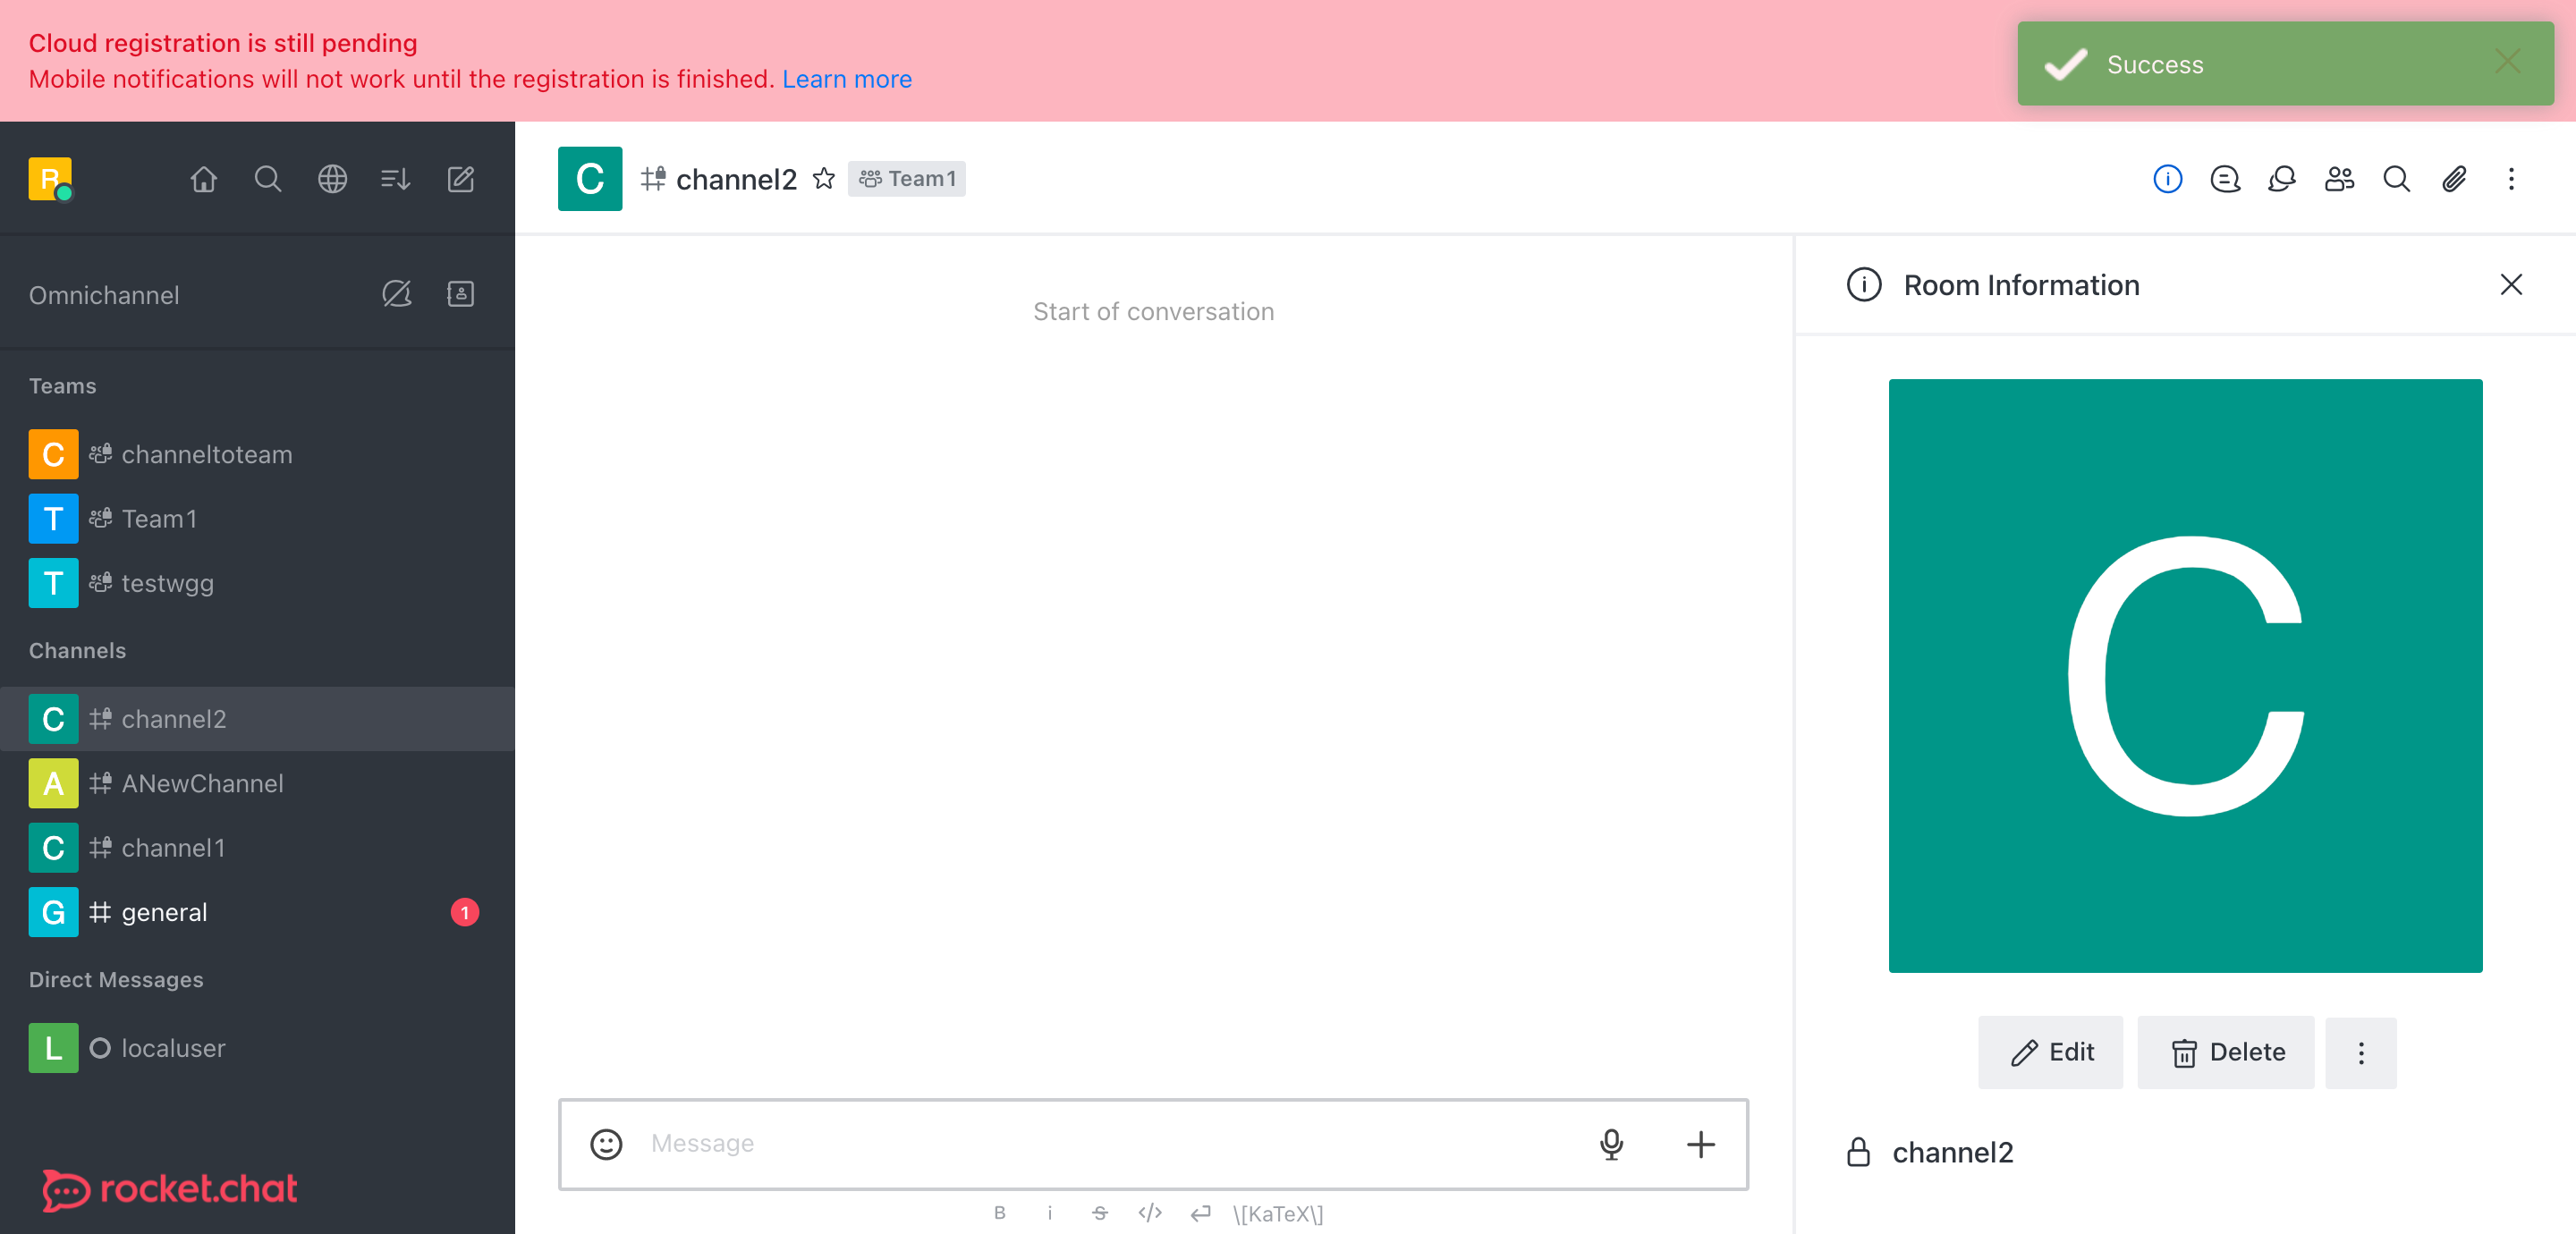 Cloud registration is still pending
Mobile notifications will not work until the registration is finished. Learn more
Success
R
C channel2 Team1
Omnichannel
Teams
C channeltoteam
T Team1
T testwgg
Channels
C channel2
A ANewChannel
C channel1
G general 1
Direct Messages
L localuser
rocket.chat
Start of conversation
Message
B i S </> \[KaTeX\]
Room Information
C
Edit Delete
channel2